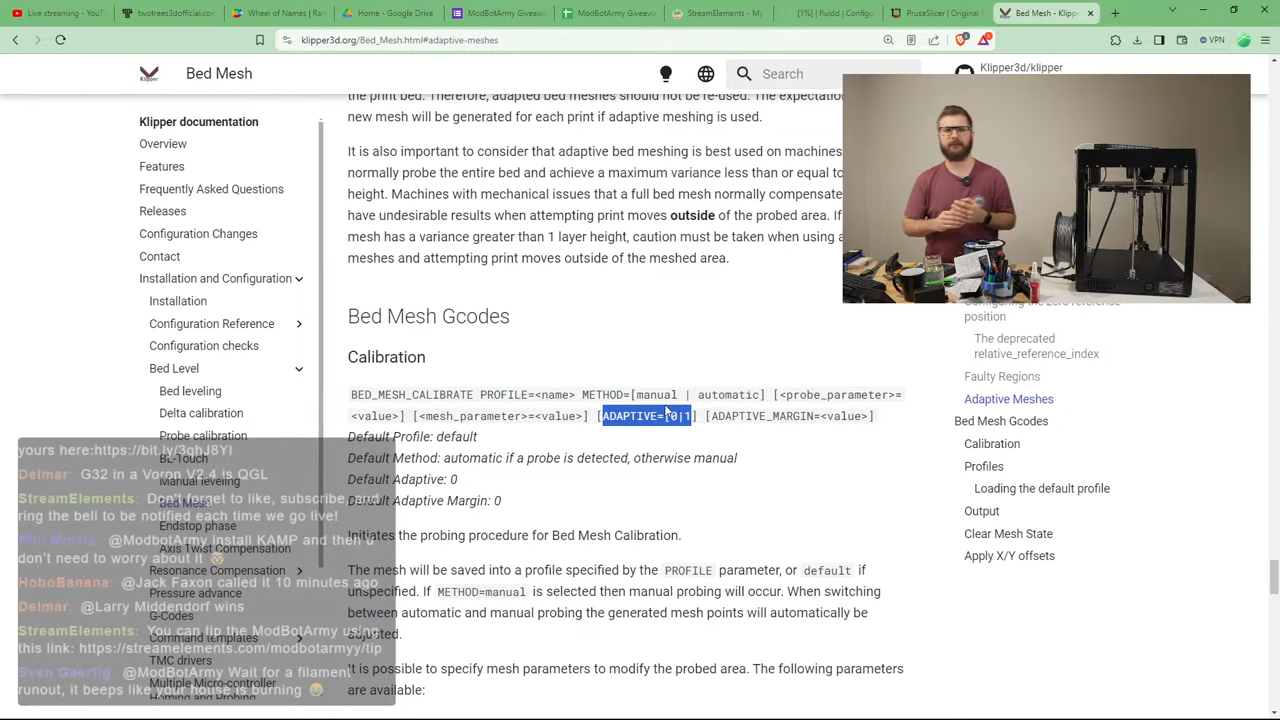 Live streaming - YouTube
twotrees3dofficial.com
Wheel of Names | Ran
Home - Google Drive
ModBotArmy Giveaw
ModBotArmy Giveaw
StreamElements - My
[1%] | fluidd | Configur
PrusaSlicer | Original
Bed Mesh - Klipper
klipper3d.org/Bed_Mesh.html#adaptive-meshes
VPN
Bed Mesh
Search
Klipper3d/klipper
Klipper documentation
Overview
Features
Frequently Asked Questions
Releases
Configuration Changes
Contact
Installation and Configuration
Installation
Configuration Reference
Configuration checks
Bed Level
Bed leveling
Delta calibration
Probe calibration
BL-Touch
Manual leveling
Bed Mesh
Endstop phase
Axis Twist Compensation
Resonance Compensation
Pressure advance
G-Codes
Command templates
TMC drivers
Multiple Micro-controller
Homing and Probing
yours here:https://bit.ly/3qhJ8YI
Delmar: G32 in a Voron V2.4 is QGL
StreamElements: Don't forget to like, subscribe, and
ring the bell to be notified each time we go live!
Phil Morris: @ModbotArmy install KAMP and then u
don't need to worry about it
HoboBanana: @Jack Faxon called it 10 minutes ago
Delmar: @Larry Middendorf wins
StreamElements: You can tip the ModBotArmy using
this link: https://streamelements.com/modbotarmyy/tip
Sven Gaertig: @ModBotArmy Wait for a filament
runout, it beeps like your house is burning
the print bed. Therefore, adapted bed meshes should not be re-used. The expectation
new mesh will be generated for each print if adaptive meshing is used.
It is also important to consider that adaptive bed meshing is best used on machines
normally probe the entire bed and achieve a maximum variance less than or equal to
height. Machines with mechanical issues that a full bed mesh normally compensate
have undesirable results when attempting print moves outside of the probed area. If
mesh has a variance greater than 1 layer height, caution must be taken when using a
meshes and attempting print moves outside of the meshed area.
Bed Mesh Gcodes
Calibration
BED_MESH_CALIBRATE PROFILE=<name> METHOD=[manual | automatic] [<probe_parameter>=
<value>] [<mesh_parameter>=<value>] [ADAPTIVE=[0|1] [ADAPTIVE_MARGIN=<value>]
Default Profile: default
Default Method: automatic if a probe is detected, otherwise manual
Default Adaptive: 0
Default Adaptive Margin: 0
Initiates the probing procedure for Bed Mesh Calibration.
The mesh will be saved into a profile specified by the PROFILE parameter, or default if
unspecified. If METHOD=manual is selected then manual probing will occur. When switching
between automatic and manual probing the generated mesh points will automatically be
adjusted.
It is possible to specify mesh parameters to modify the probed area. The following parameters
are available:
Configuring the zero reference
position
The deprecated
relative_reference_index
Faulty Regions
Adaptive Meshes
Bed Mesh Gcodes
Calibration
Profiles
Loading the default profile
Output
Clear Mesh State
Apply X/Y offsets